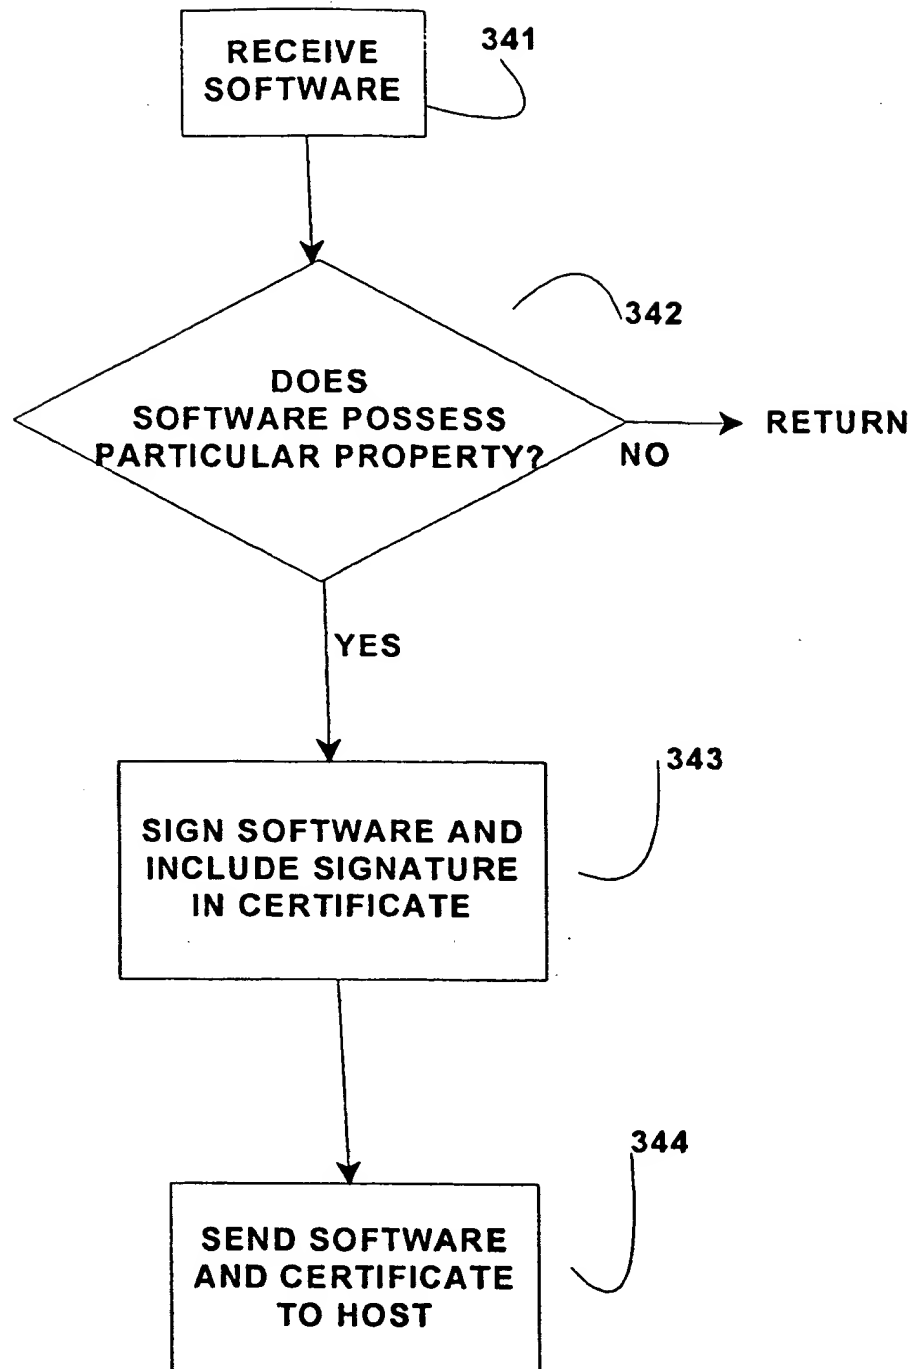 RECEIVE
SOFTWARE
341
342
DOES
SOFTWARE POSSESS
PARTICULAR PROPERTY?
RETURN
NO
YES
343
SIGN SOFTWARE AND
INCLUDE SIGNATURE
IN CERTIFICATE
344
SEND SOFTWARE
AND CERTIFICATE
TO HOST